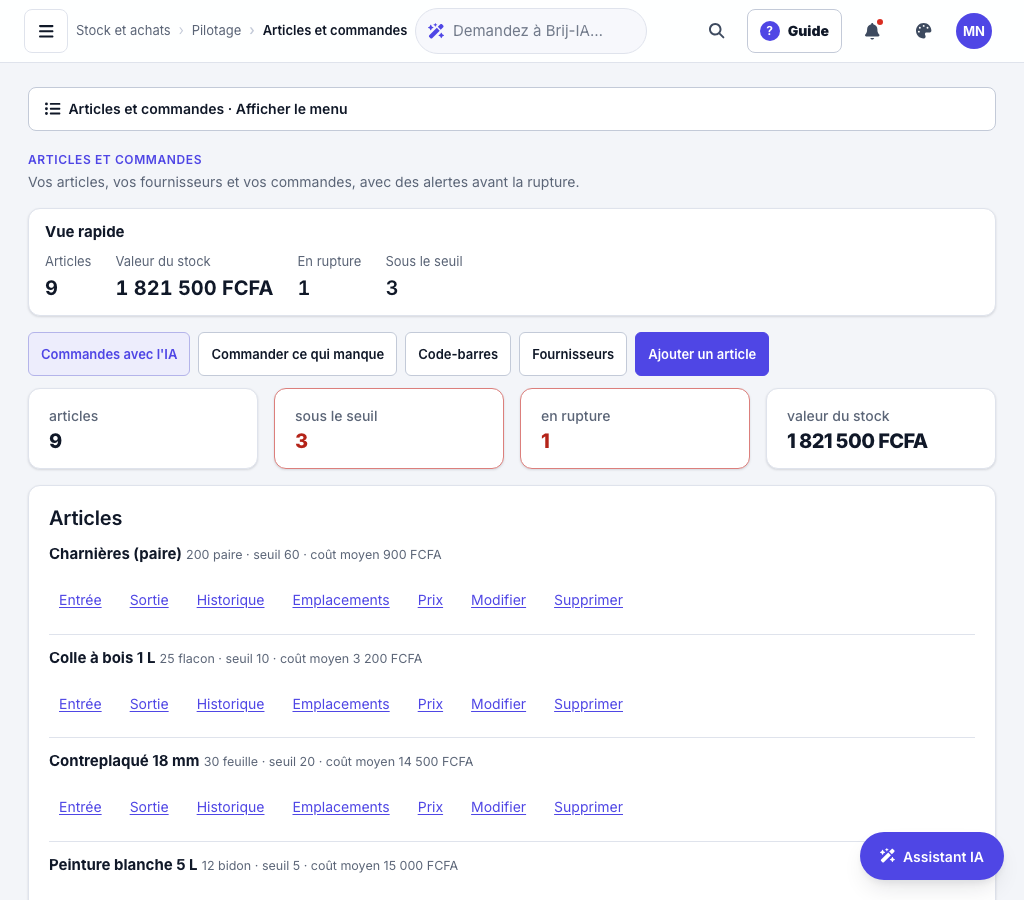 Stock et achats › Pilotage › Articles et commandes
Demandez à Brij-IA...
? Guide
MN
Articles et commandes · Afficher le menu
ARTICLES ET COMMANDES
Vos articles, vos fournisseurs et vos commandes, avec des alertes avant la rupture.
Vue rapide
Articles Valeur du stock En rupture Sous le seuil
9 1 821 500 FCFA 1 3
Commandes avec l'IA Commander ce qui manque Code-barres Fournisseurs Ajouter un article
articles sous le seuil en rupture valeur du stock
9 3 1 1 821 500 FCFA
Articles
Charnières (paire) 200 paire · seuil 60 · coût moyen 900 FCFA
Entrée Sortie Historique Emplacements Prix Modifier Supprimer
Colle à bois 1 L 25 flacon · seuil 10 · coût moyen 3 200 FCFA
Entrée Sortie Historique Emplacements Prix Modifier Supprimer
Contreplaqué 18 mm 30 feuille · seuil 20 · coût moyen 14 500 FCFA
Entrée Sortie Historique Emplacements Prix Modifier Supprimer
Peinture blanche 5 L 12 bidon · seuil 5 · coût moyen 15 000 FCFA
Assistant IA